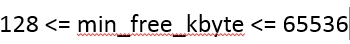 128 <= min_free_kbyte <= 65536